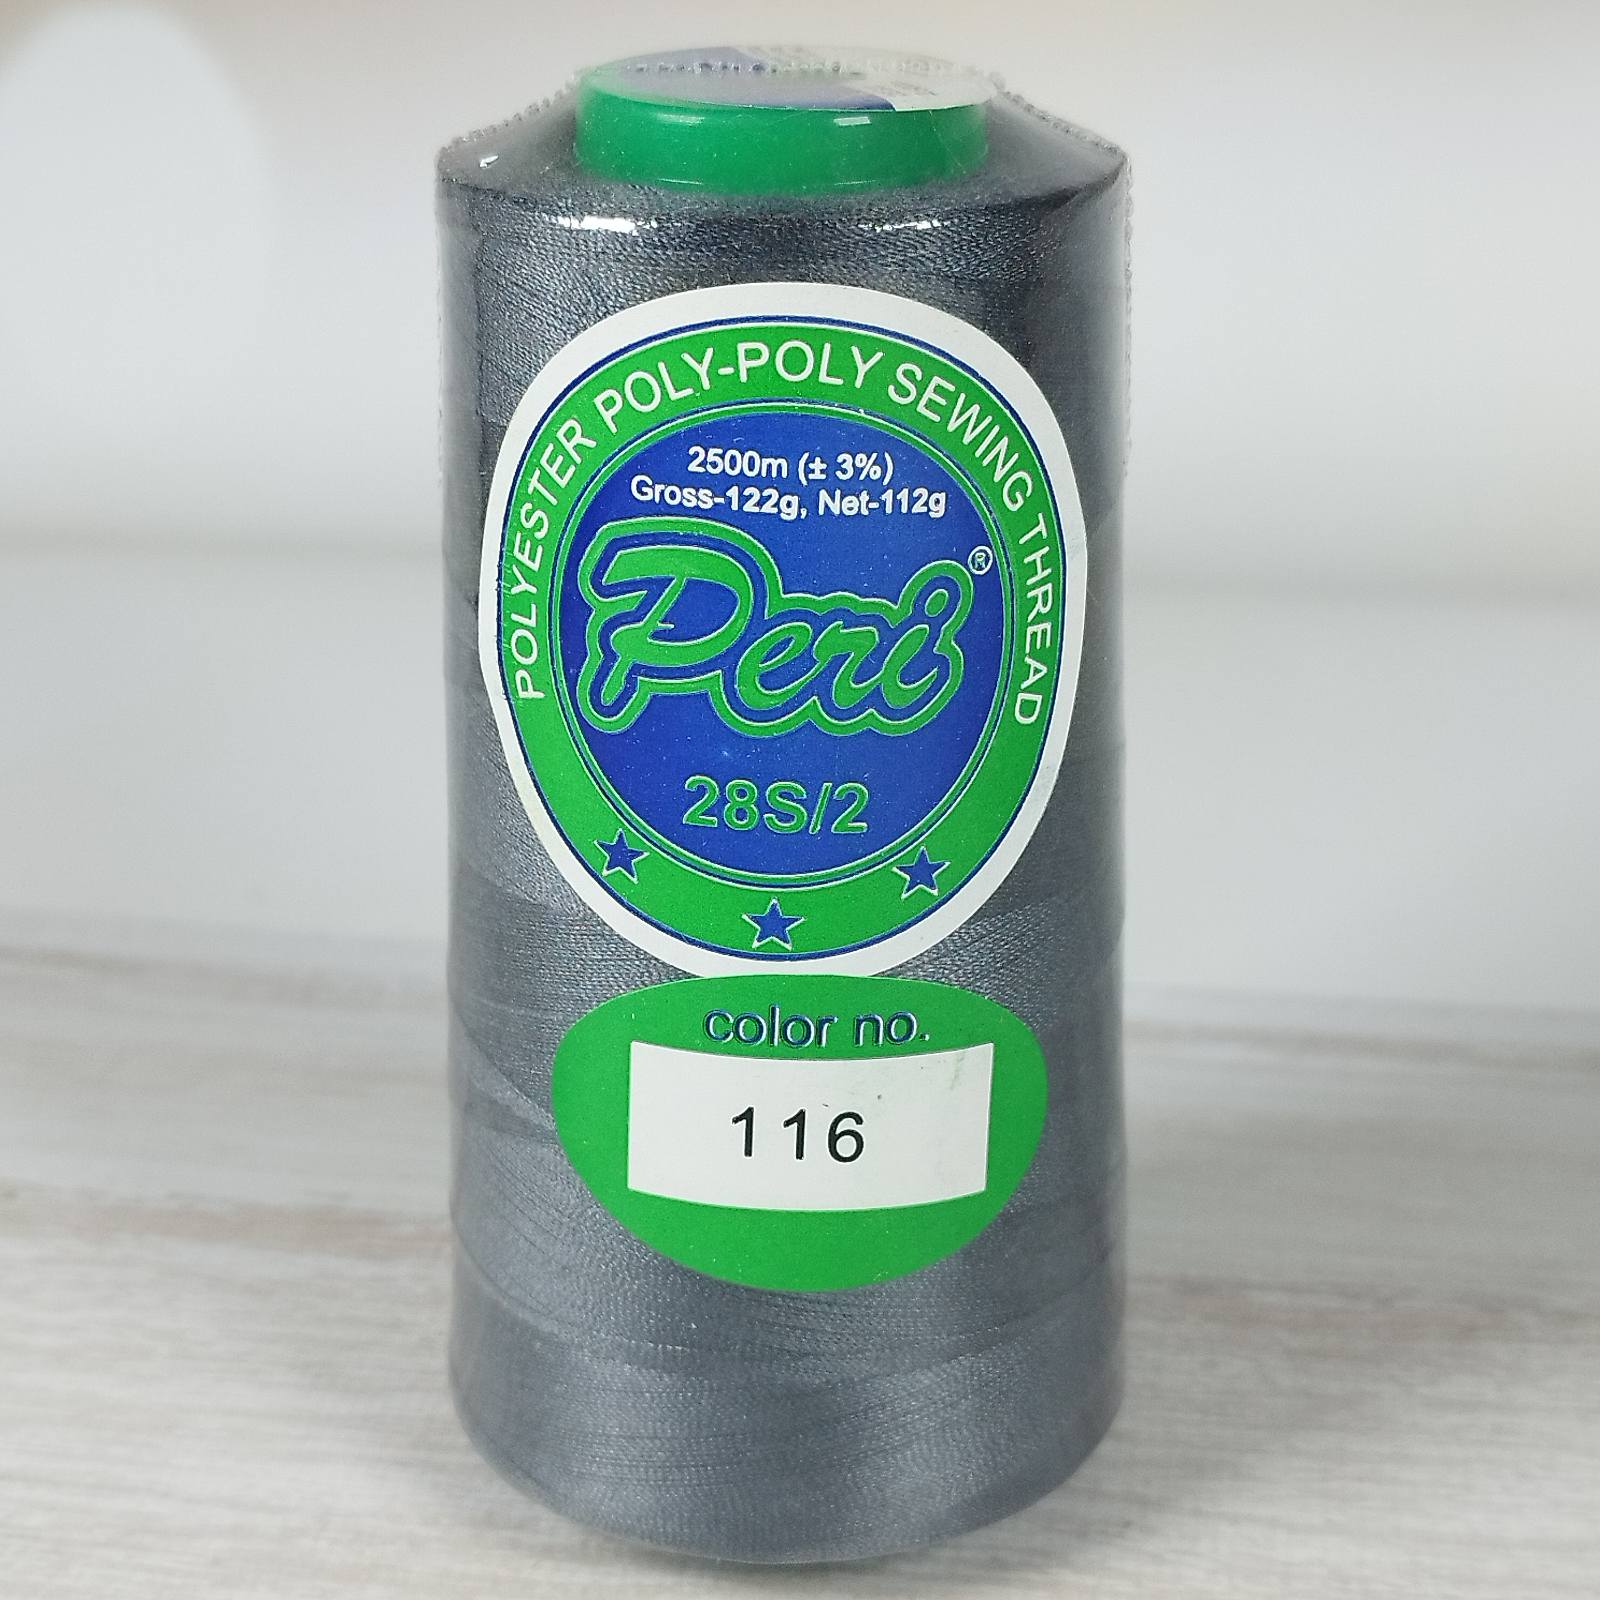 POLYESTER POLY-POLY SEWING THREAD
2500m (± 3%)
Gross-122g, Net-112g
Peri®
28S/2
color no.
116